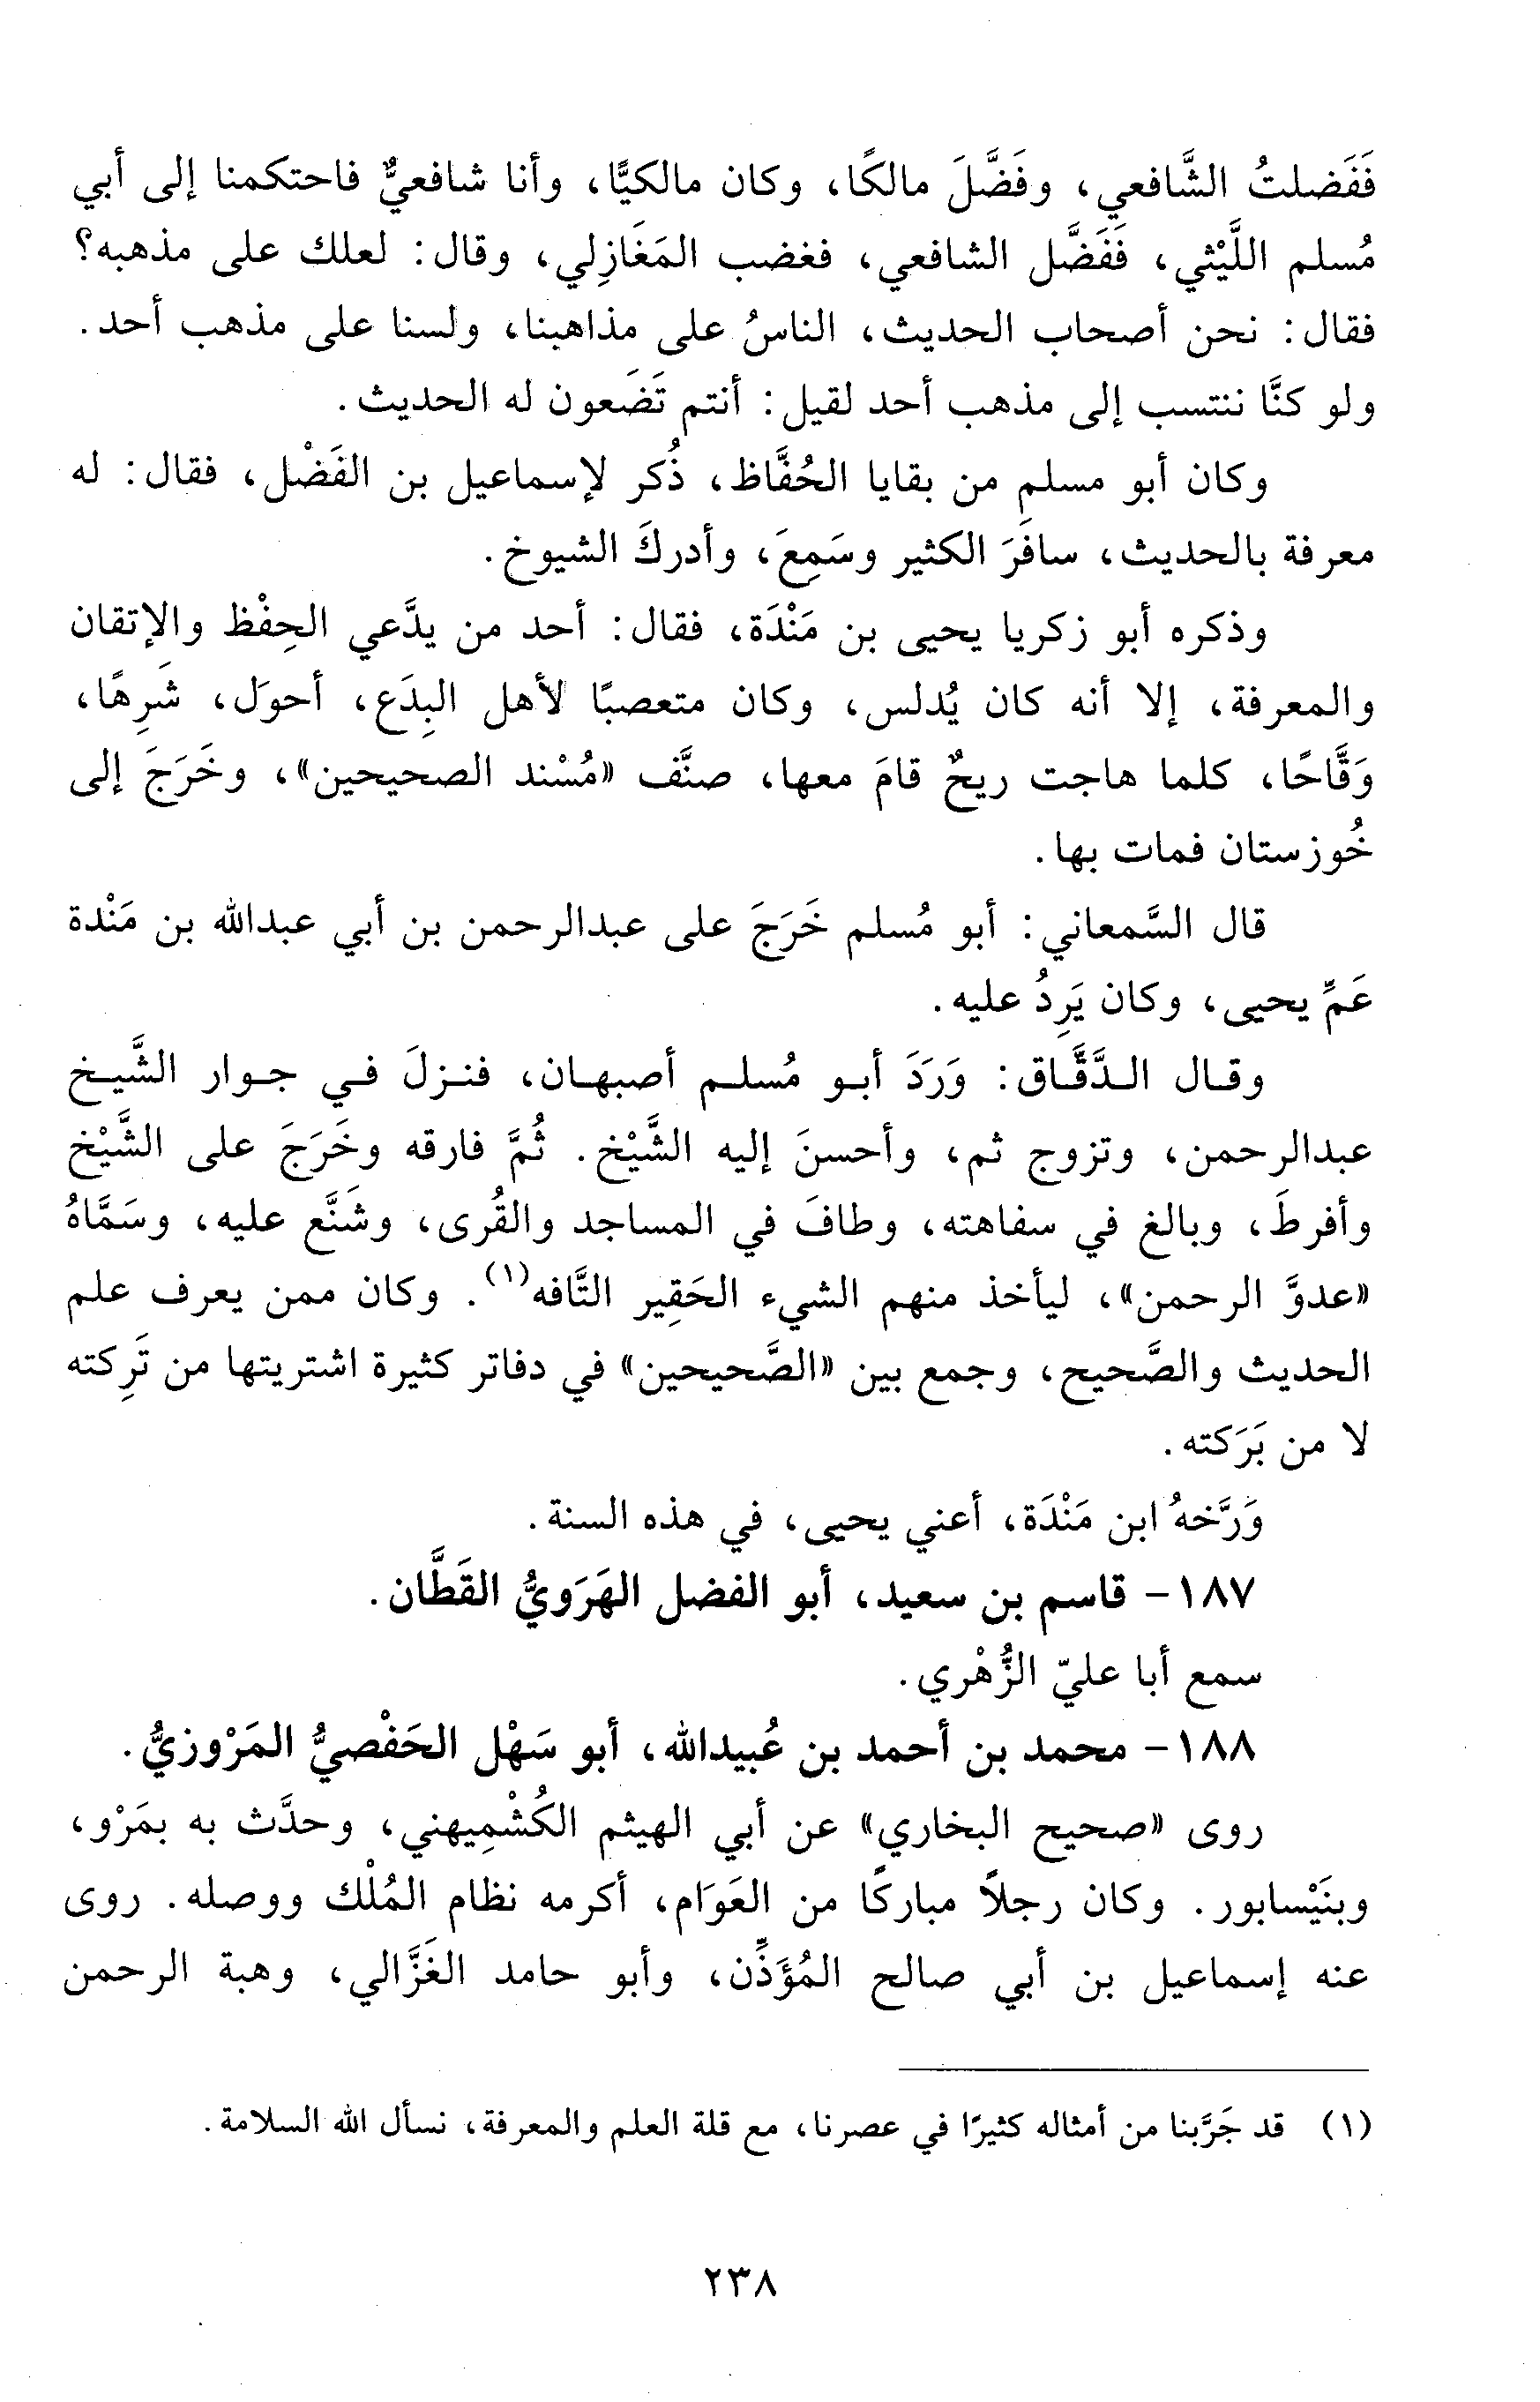 فَفَضلتُ الشَّافعي، وفَضَّلَ مالكًا، وكان مالكيًّا، وأنا شافعيٌّ فاحتكمنا إلى أبي
مُسلم اللَّيْثي، فَفَضَّل الشافعي، فغضب المَغَازِلي، وقال: لعلك على مذهبه؟
فقال: نحن أصحاب الحديث، الناسُ على مذاهبنا، ولسنا على مذهب أحد.
ولو كنَّا ننتسب إلى مذهب أحد لقيل: أنتم تَضَعون له الحديث.
وكان أبو مسلم من بقايا الحُفَّاظ، ذُكر لإسماعيل بن الفَضْل، فقال: له
معرفة بالحديث، سافَرَ الكثير وسَمِعَ، وأدركَ الشيوخ.
وذكره أبو زكريا يحيى بن مَنْدَة، فقال: أحد من يدَّعي الحِفْظ والإتقان
والمعرفة، إلا أنه كان يُدلس، وكان متعصبًا لأهل البِدَع، أحوَل، شَرِهًا،
وَقَّاحًا، كلما هاجت ريحٌ قامَ معها، صنَّف «مُسْند الصحيحين»، وخَرَجَ إلى
خُوزستان فمات بها.
قال السَّمعاني: أبو مُسلم خَرَجَ على عبدالرحمن بن أبي عبدالله بن مَنْدة
عَمِّ يحيى، وكان يَرِدُ عليه.
وقال الدَّقَّاق: وَرَدَ أبو مُسلم أصبهان، فنزلَ في جوار الشَّيخ
عبدالرحمن، وتزوج ثم، وأحسنَ إليه الشَّيْخ. ثُمَّ فارقه وخَرَجَ على الشَّيْخ
وأفرطَ، وبالغ في سفاهته، وطافَ في المساجد والقُرى، وشَنَّع عليه، وسَمَّاهُ
«عدوَّ الرحمن»، ليأخذ منهم الشيء الحَقِير التَّافه(١). وكان ممن يعرف علم
الحديث والصَّحيح، وجمع بين «الصَّحيحين» في دفاتر كثيرة اشتريتها من تَرِكته
لا من بَرَكته.
وَرَّخهُ ابن مَنْدَة، أعني يحيى، في هذه السنة.
١٨٧- قاسم بن سعيد، أبو الفضل الهَرَويُّ القَطَّان.
سمع أبا عليّ الزُّهْري.
١٨٨- محمد بن أحمد بن عُبيدالله، أبو سَهْل الحَفْصيُّ المَرْوزيُّ.
روى «صحيح البخاري» عن أبي الهيثم الكُشْمِيهني، وحدَّث به بمَرْو،
وبنَيْسابور. وكان رجلاً مباركًا من العَوَام، أكرمه نظام المُلْك ووصله. روى
عنه إسماعيل بن أبي صالح المُؤَذِّن، وأبو حامد الغَزَّالي، وهبة الرحمن
(١) قد جَرَّبنا من أمثاله كثيرًا في عصرنا، مع قلة العلم والمعرفة، نسأل الله السلامة.
٢٣٨